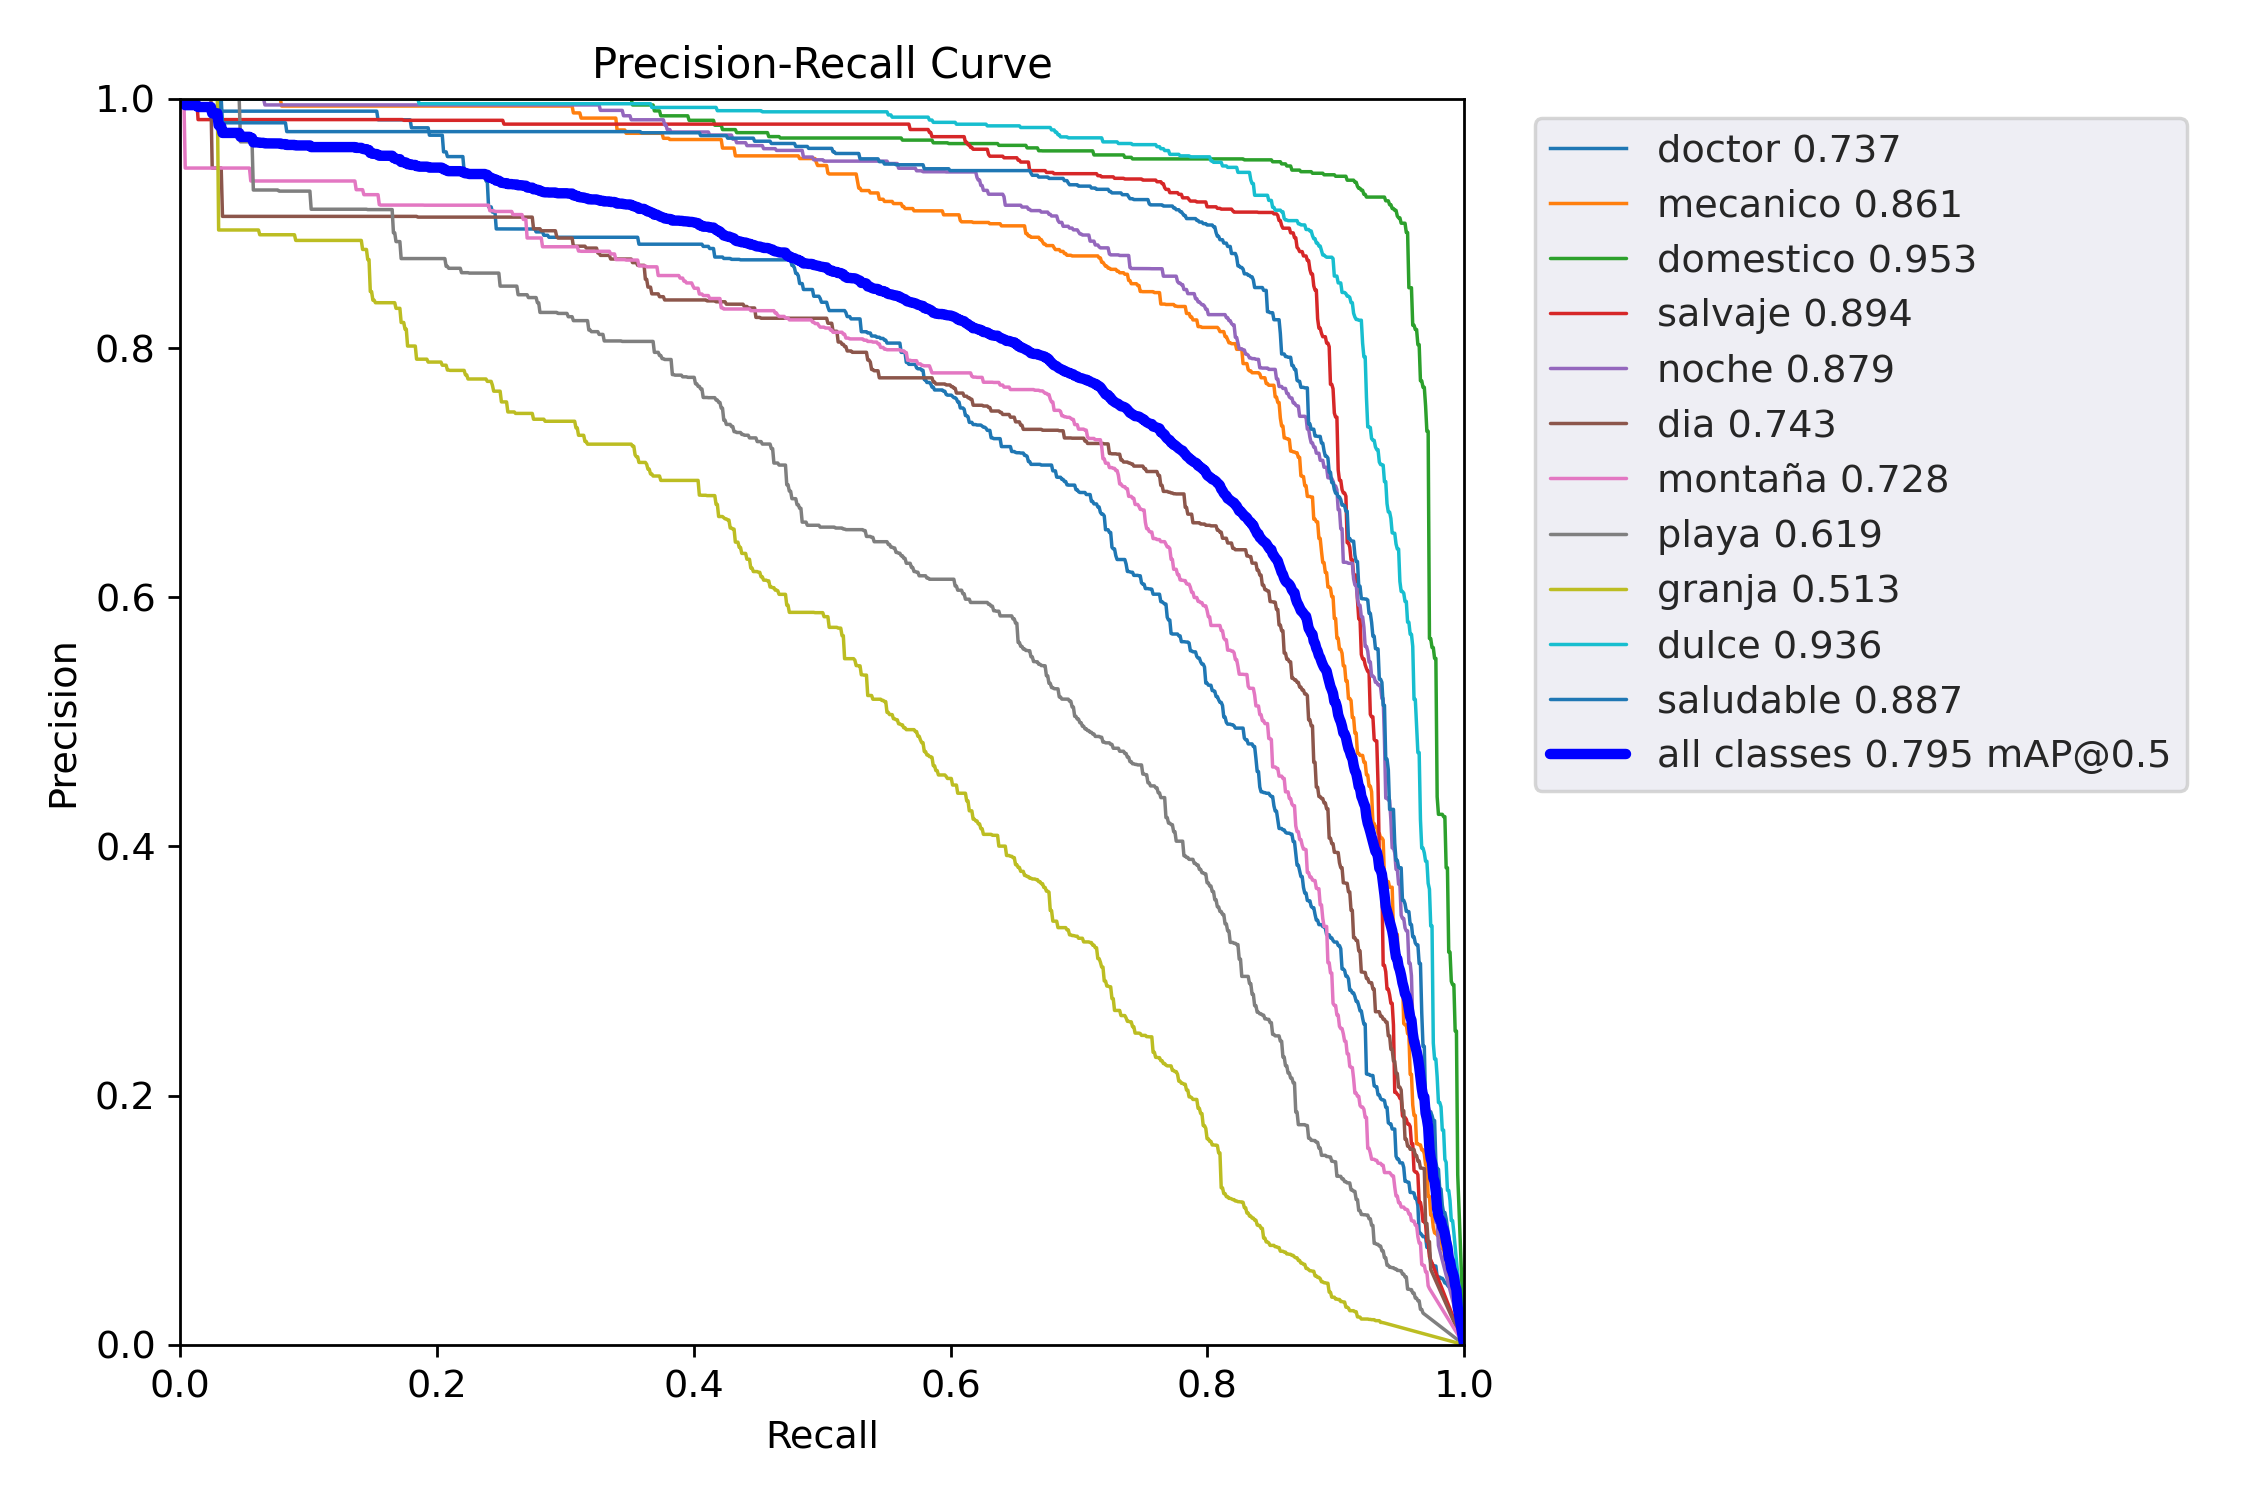 Precision-Recall Curve
1.0
0.8
0.6
0.4
0.2
0.0
Precision
0.0 0.2 0.4 0.6 0.8 1.0
Recall
doctor 0.737
mecanico 0.861
domestico 0.953
salvaje 0.894
noche 0.879
dia 0.743
montaña 0.728
playa 0.619
granja 0.513
dulce 0.936
saludable 0.887
all classes 0.795 mAP@0.5